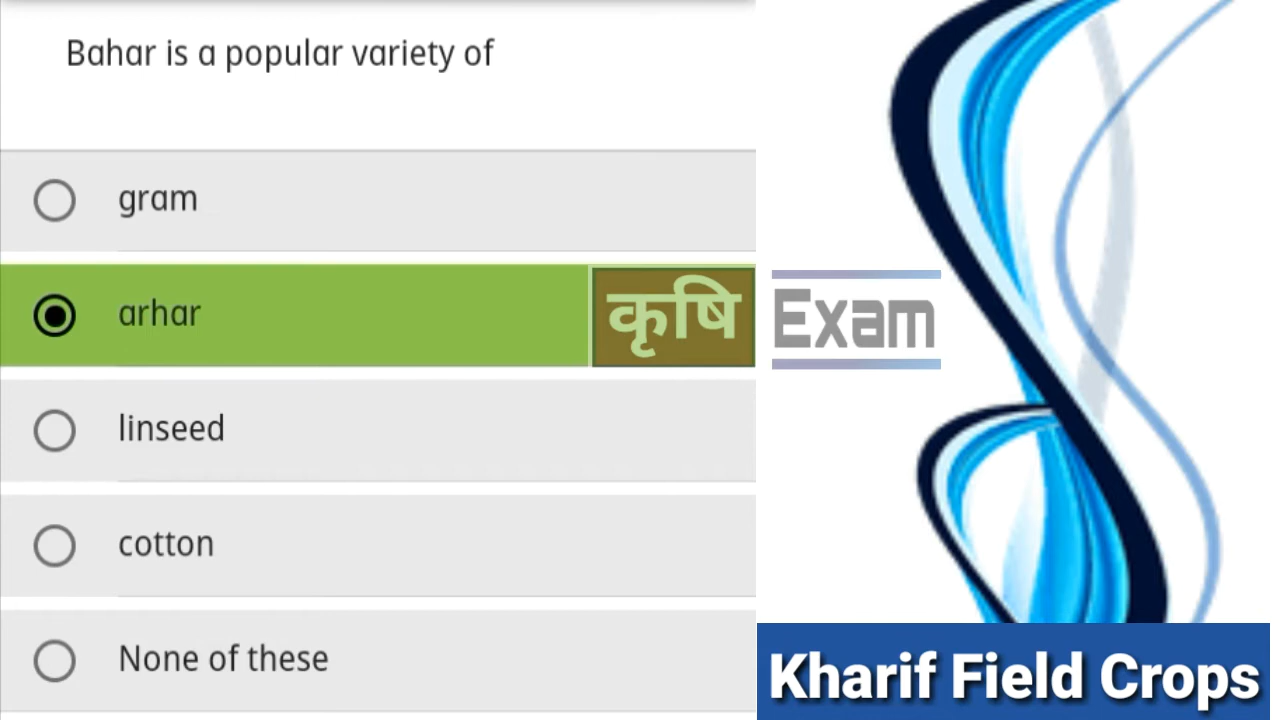 Bahar is a popular variety of
gram
arhar
कृषि Exam
linseed
cotton
None of these
Kharif Field Crops